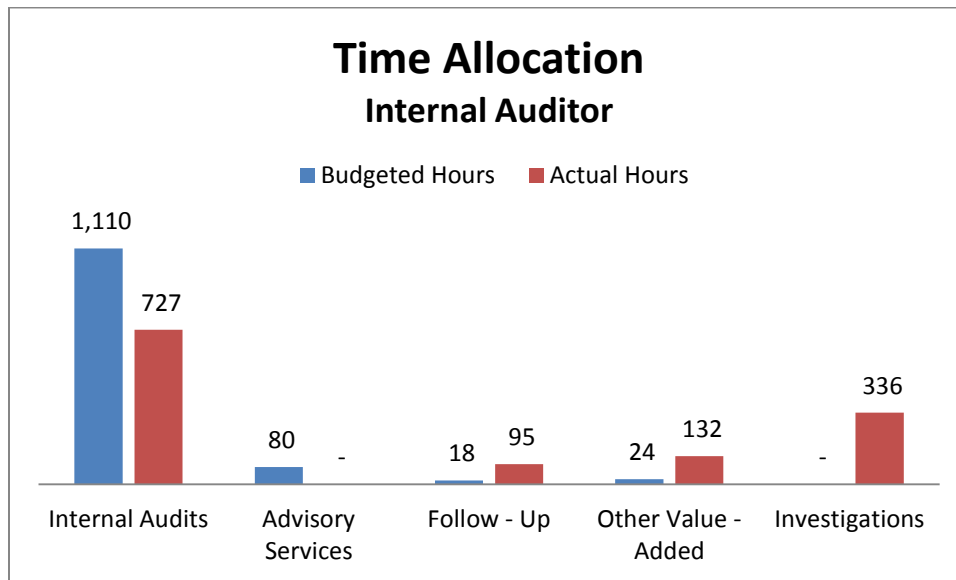 Time Allocation
Internal Auditor
Budgeted Hours Actual Hours
1,110
727
80
-
18
95
24
132
-
336
Internal Audits
Advisory
Services
Follow - Up
Other Value -
Added
Investigations